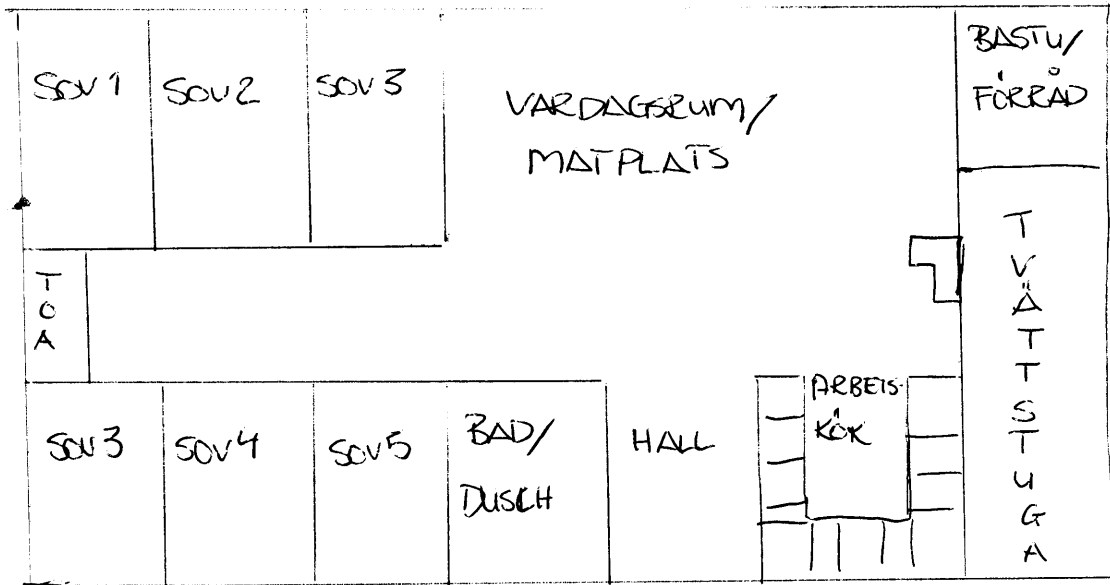 SOV 1
SOV 2
SOV 3
VARDAGSRUM/
MATPLATS
BASTU/
FÖRRÅD
TVÄTTSTUGA
TOA
SOV 3
SOV 4
SOV 5
BAD/
DUSCH
HALL
ARBETS-
KÖK